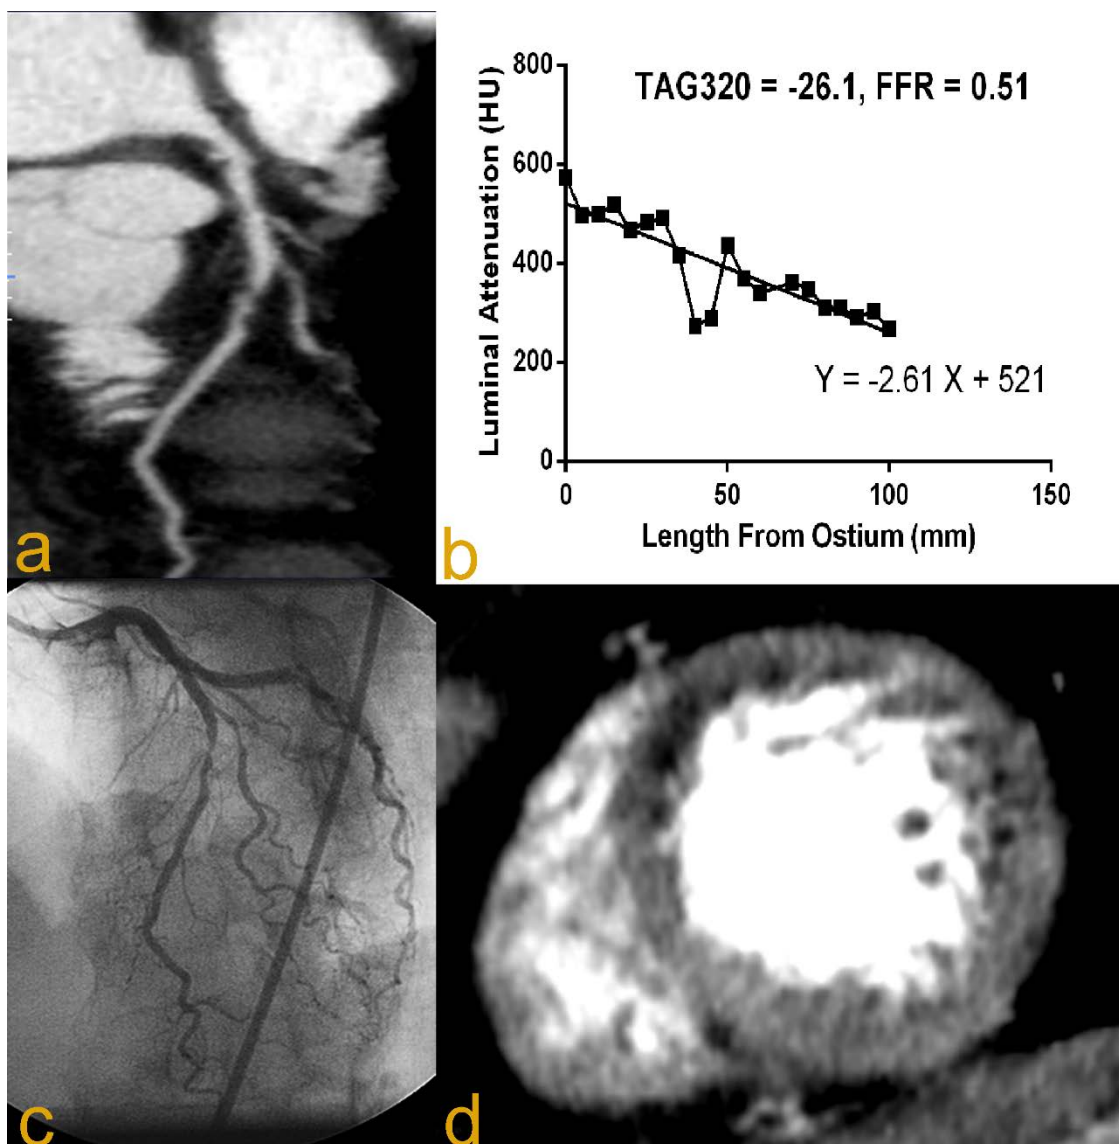 a
800
TAG320 = -26.1, FFR = 0.51
600
400
200
0
Luminal Attenuation (HU)
Y = -2.61 X + 521
0 50 100 150
Length From Ostium (mm)
b
c
d